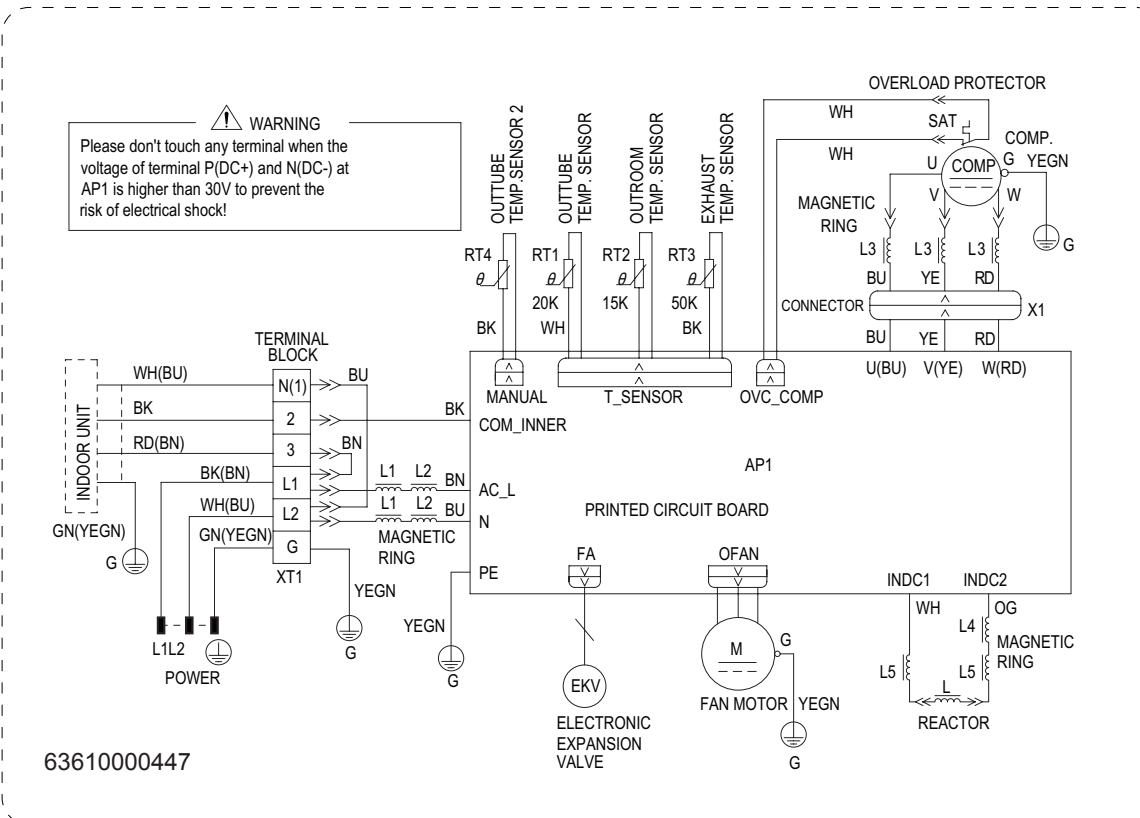 WARNING
Please don't touch any terminal when the
voltage of terminal P(DC+) and N(DC-) at
AP1 is higher than 30V to prevent the
risk of electrical shock!
OUTTUBE
TEMP.SENSOR 2
OUTTUBE
TEMP. SENSOR
OUTROOM
TEMP. SENSOR
EXHAUST
TEMP. SENSOR
RT4
θ
BK
RT1
θ
20K
WH
RT2
θ
15K
RT3
θ
50K
BK
OVERLOAD PROTECTOR
WH
WH
SAT
COMP.
COMP
U
V
W
G
YEGN
G
MAGNETIC
RING
L3
L3
L3
BU
YE
RD
CONNECTOR
X1
BU
YE
RD
U(BU)
V(YE)
W(RD)
MANUAL
T_SENSOR
OVC_COMP
TERMINAL
BLOCK
INDOOR UNIT
WH(BU)
N(1)
BU
BK
2
BK
COM_INNER
RD(BN)
3
BN
BK(BN)
L1
L1
L2
BN
AC_L
WH(BU)
L2
L1
L2
BU
N
MAGNETIC
RING
GN(YEGN)
G
GN(YEGN)
G
XT1
YEGN
G
YEGN
G
PE
L1L2
POWER
AP1
PRINTED CIRCUIT BOARD
FA
OFAN
INDC1
INDC2
EKV
ELECTRONIC
EXPANSION
VALVE
M
G
FAN MOTOR
YEGN
G
WH
OG
L4
MAGNETIC
RING
L5
L5
L
REACTOR
63610000447